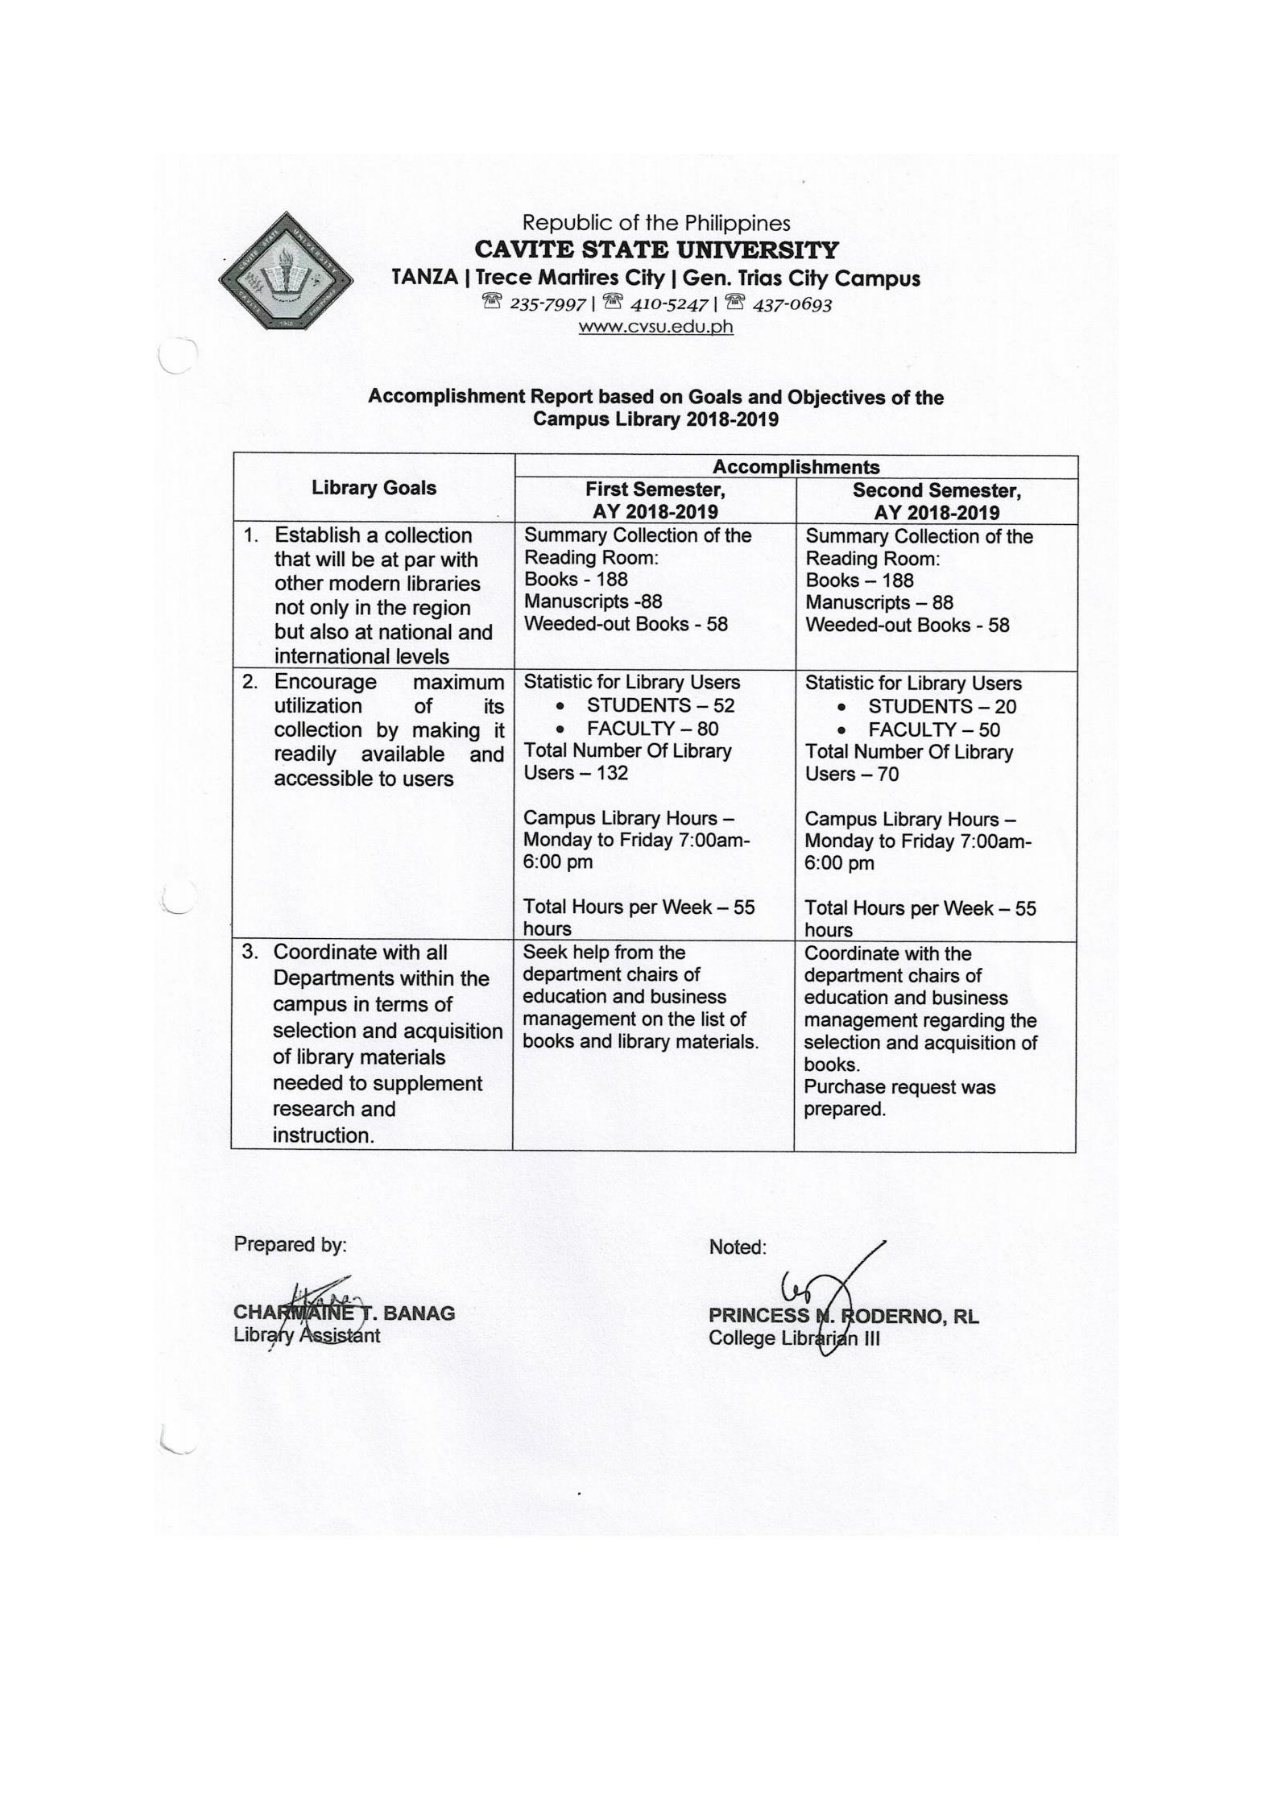 Republic of the Philippines
CAVITE STATE UNIVERSITY
TANZA | Trece Martires City | Gen. Trias City Campus
☏ 235-7997 | ☏ 410-5247 | ☏ 437-0693
www.cvsu.edu.ph
CAVITE STATE UNIVERSITY
Accomplishment Report based on Goals and Objectives of the
Campus Library 2018-2019
Library Goals
Accomplishments
First Semester,
AY 2018-2019
Second Semester,
AY 2018-2019
1. Establish a collection
that will be at par with
other modern libraries
not only in the region
but also at national and
international levels
Summary Collection of the
Reading Room:
Books - 188
Manuscripts -88
Weeded-out Books - 58
Summary Collection of the
Reading Room:
Books – 188
Manuscripts – 88
Weeded-out Books - 58
2. Encourage maximum
utilization of its
collection by making it
readily available and
accessible to users
Statistic for Library Users
• STUDENTS – 52
• FACULTY – 80
Total Number Of Library
Users – 132
Campus Library Hours –
Monday to Friday 7:00am-
6:00 pm
Total Hours per Week – 55
hours
Statistic for Library Users
• STUDENTS – 20
• FACULTY – 50
Total Number Of Library
Users – 70
Campus Library Hours –
Monday to Friday 7:00am-
6:00 pm
Total Hours per Week – 55
hours
3. Coordinate with all
Departments within the
campus in terms of
selection and acquisition
of library materials
needed to supplement
research and
instruction.
Seek help from the
department chairs of
education and business
management on the list of
books and library materials.
Coordinate with the
department chairs of
education and business
management regarding the
selection and acquisition of
books.
Purchase request was
prepared.
Prepared by:
CHARMAINE T. BANAG
Library Assistant
Noted:
PRINCESS N. RODERNO, RL
College Librarian III